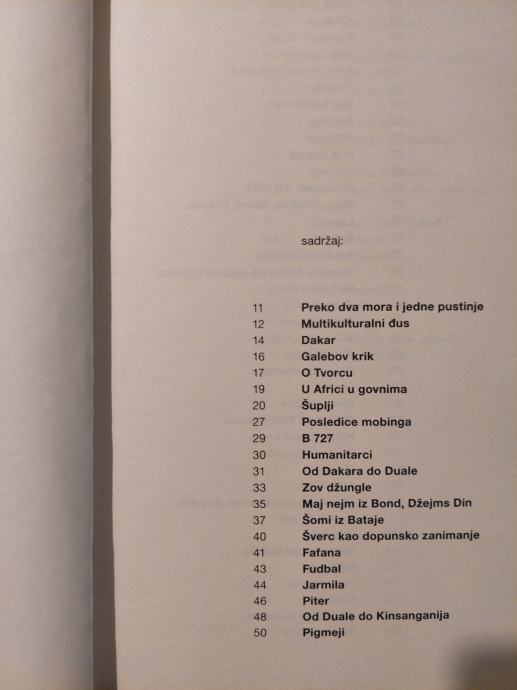 sadržaj:
11 Preko dva mora i jedne pustinje
12 Multikulturalni đus
14 Dakar
16 Galebov krik
17 O Tvorcu
19 U Africi u govnima
20 Šuplji
27 Posledice mobinga
29 B 727
30 Humanitarci
31 Od Dakara do Duale
33 Zov džungle
35 Maj nejm iz Bond, Džejms Din
37 Šomi iz Bataje
40 Šverc kao dopunsko zanimanje
41 Fafana
43 Fudbal
44 Jarmila
46 Piter
48 Od Duale do Kinsanganija
50 Pigmeji